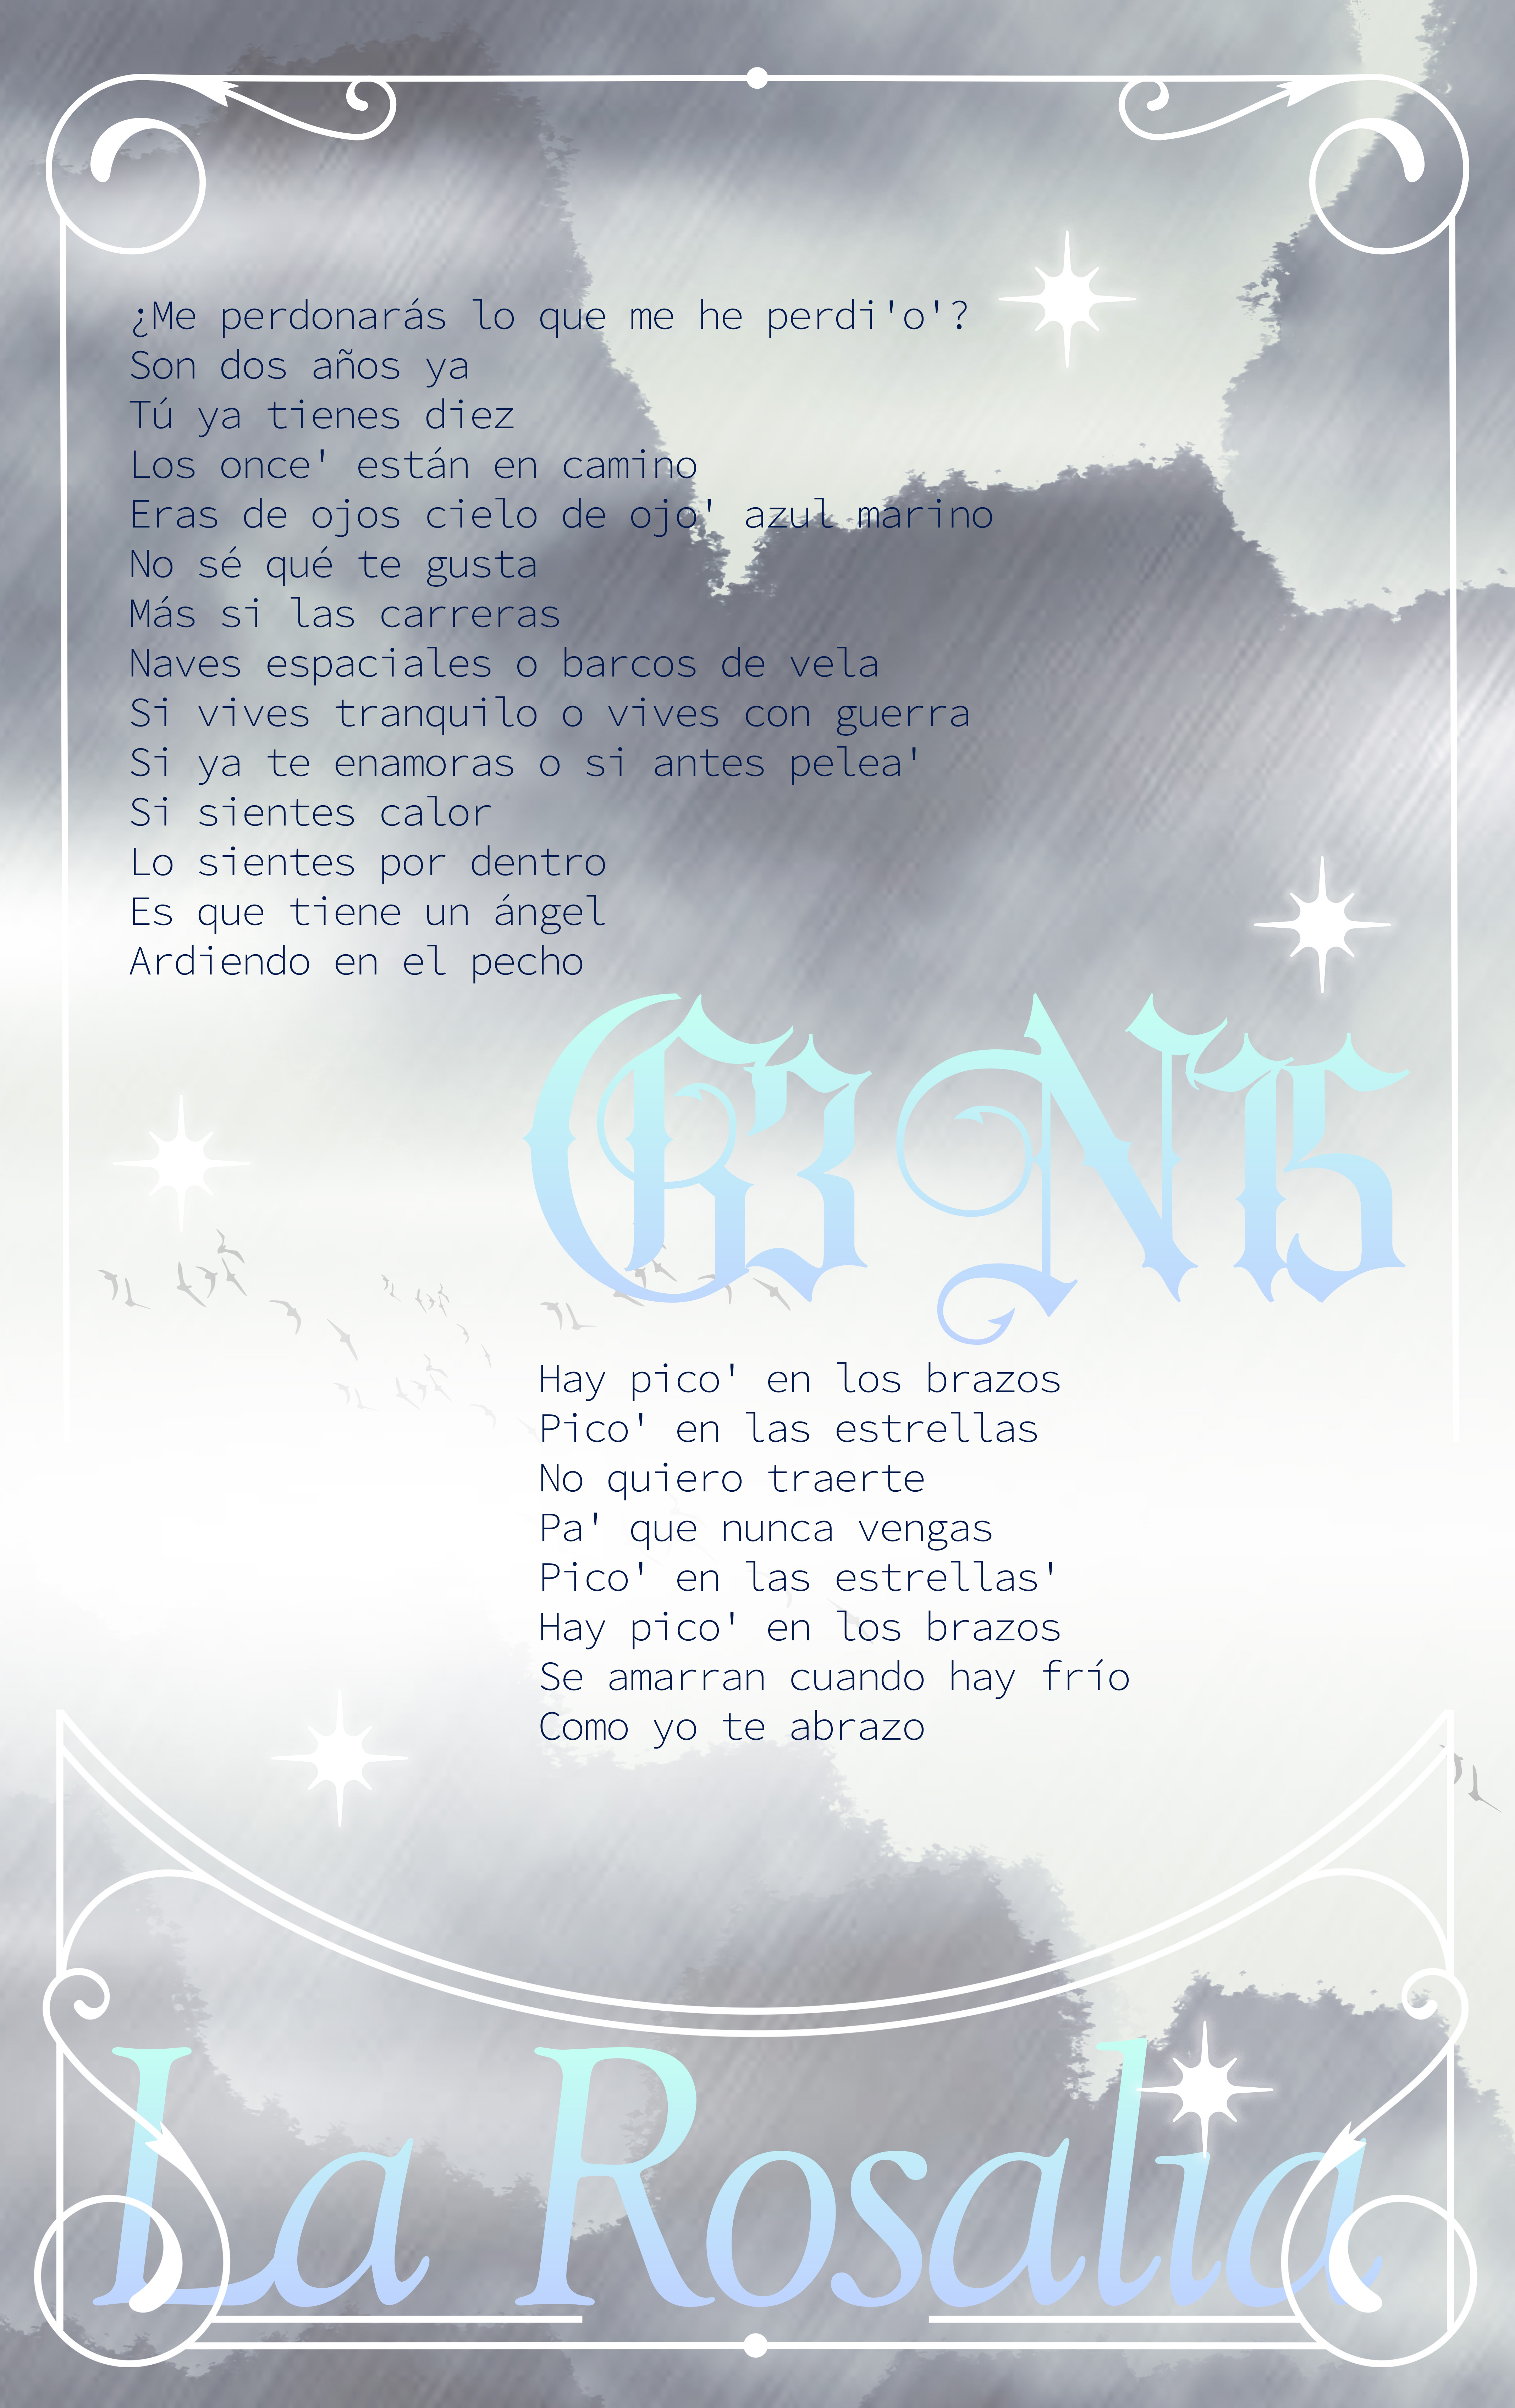 ¿Me perdonarás lo que me he perdi'o'?
Son dos años ya
Tú ya tienes diez
Los once' están en camino
Eras de ojos cielo de ojo' azul marino
No sé qué te gusta
Más si las carreras
Naves espaciales o barcos de vela
Si vives tranquilo o vives con guerra
Si ya te enamoras o si antes pelea'
Si sientes calor
Lo sientes por dentro
Es que tiene un ángel
Ardiendo en el pecho
G3 N15
Hay pico' en los brazos
Pico' en las estrellas
No quiero traerte
Pa' que nunca vengas
Pico' en las estrellas'
Hay pico' en los brazos
Se amarran cuando hay frío
Como yo te abrazo
La Rosalía